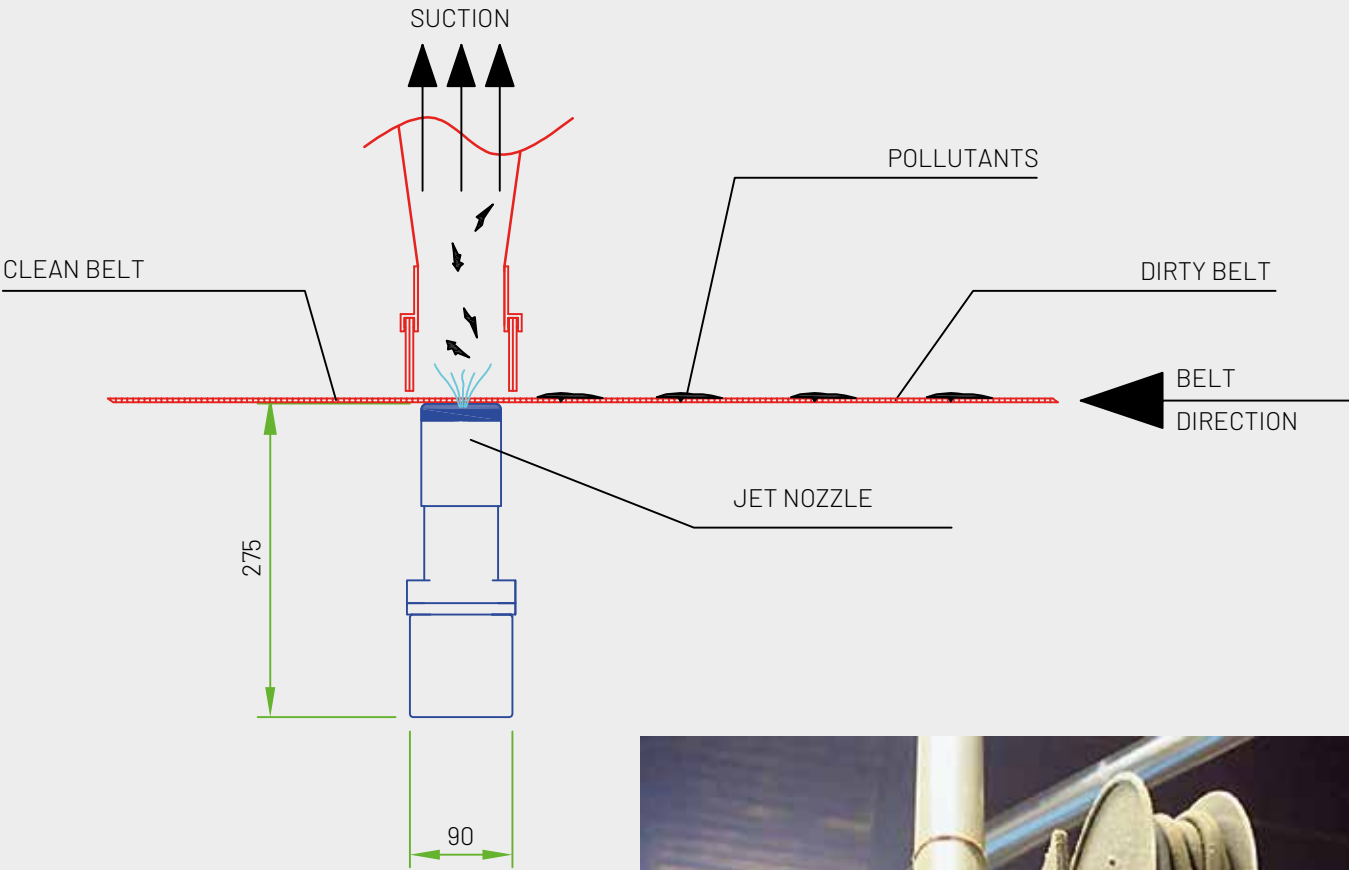 SUCTION
POLLUTANTS
CLEAN BELT
DIRTY BELT
BELT
DIRECTION
JET NOZZLE
275
90